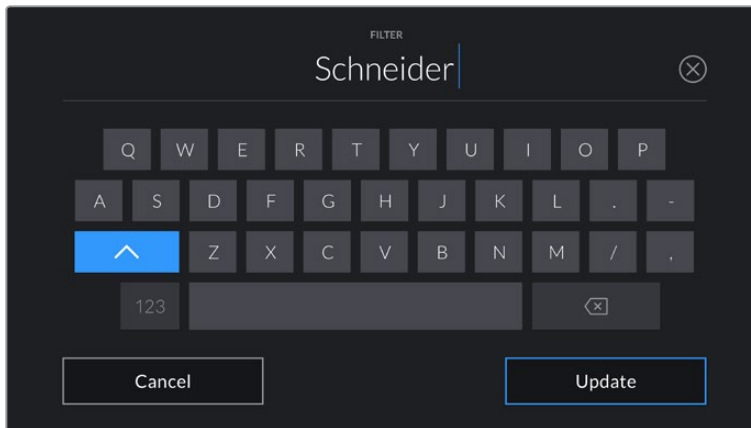 FILTER
Schneider
Q W E R T Y U I O P
A S D F G H J K L . -
Z X C V B N M / ,
123
Cancel Update